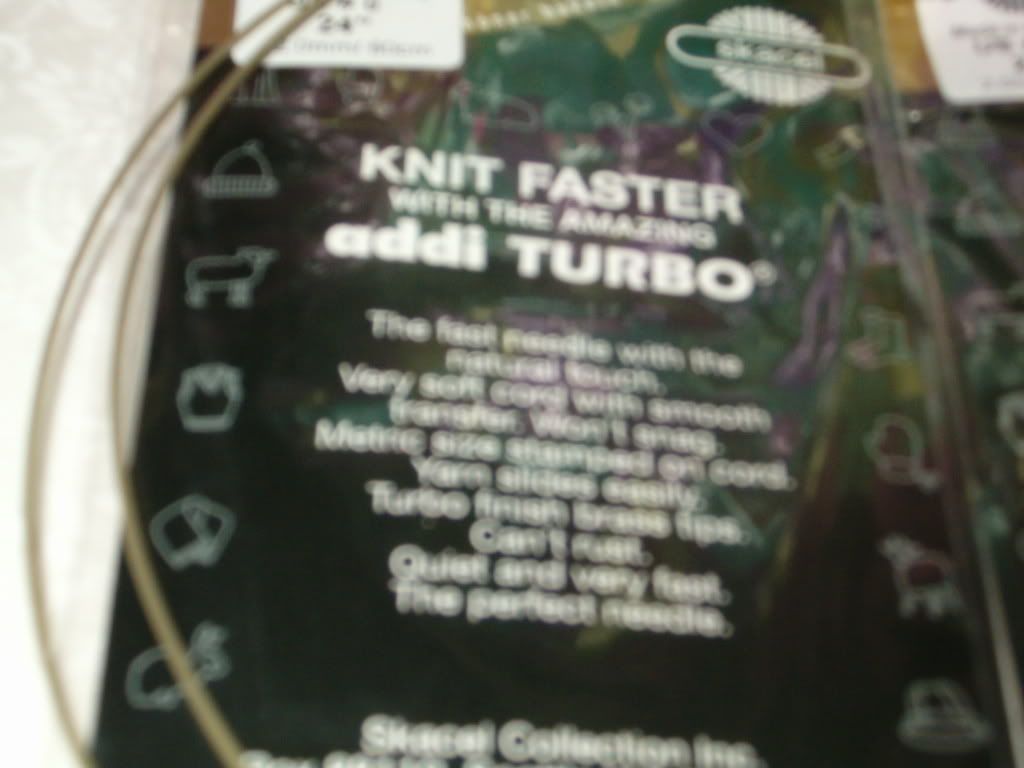 24"
skacel
KNIT FASTER
WITH THE AMAZING
addi TURBO®
The fast needle with the
natural touch.
Very soft cord with smooth
transfer. Won't snag.
Metric size stamped on cord.
Yarn slides easily.
Turbo finish brass tips.
Can't rust.
Quiet and very fast.
The perfect needle.
Skacel Collection Inc.